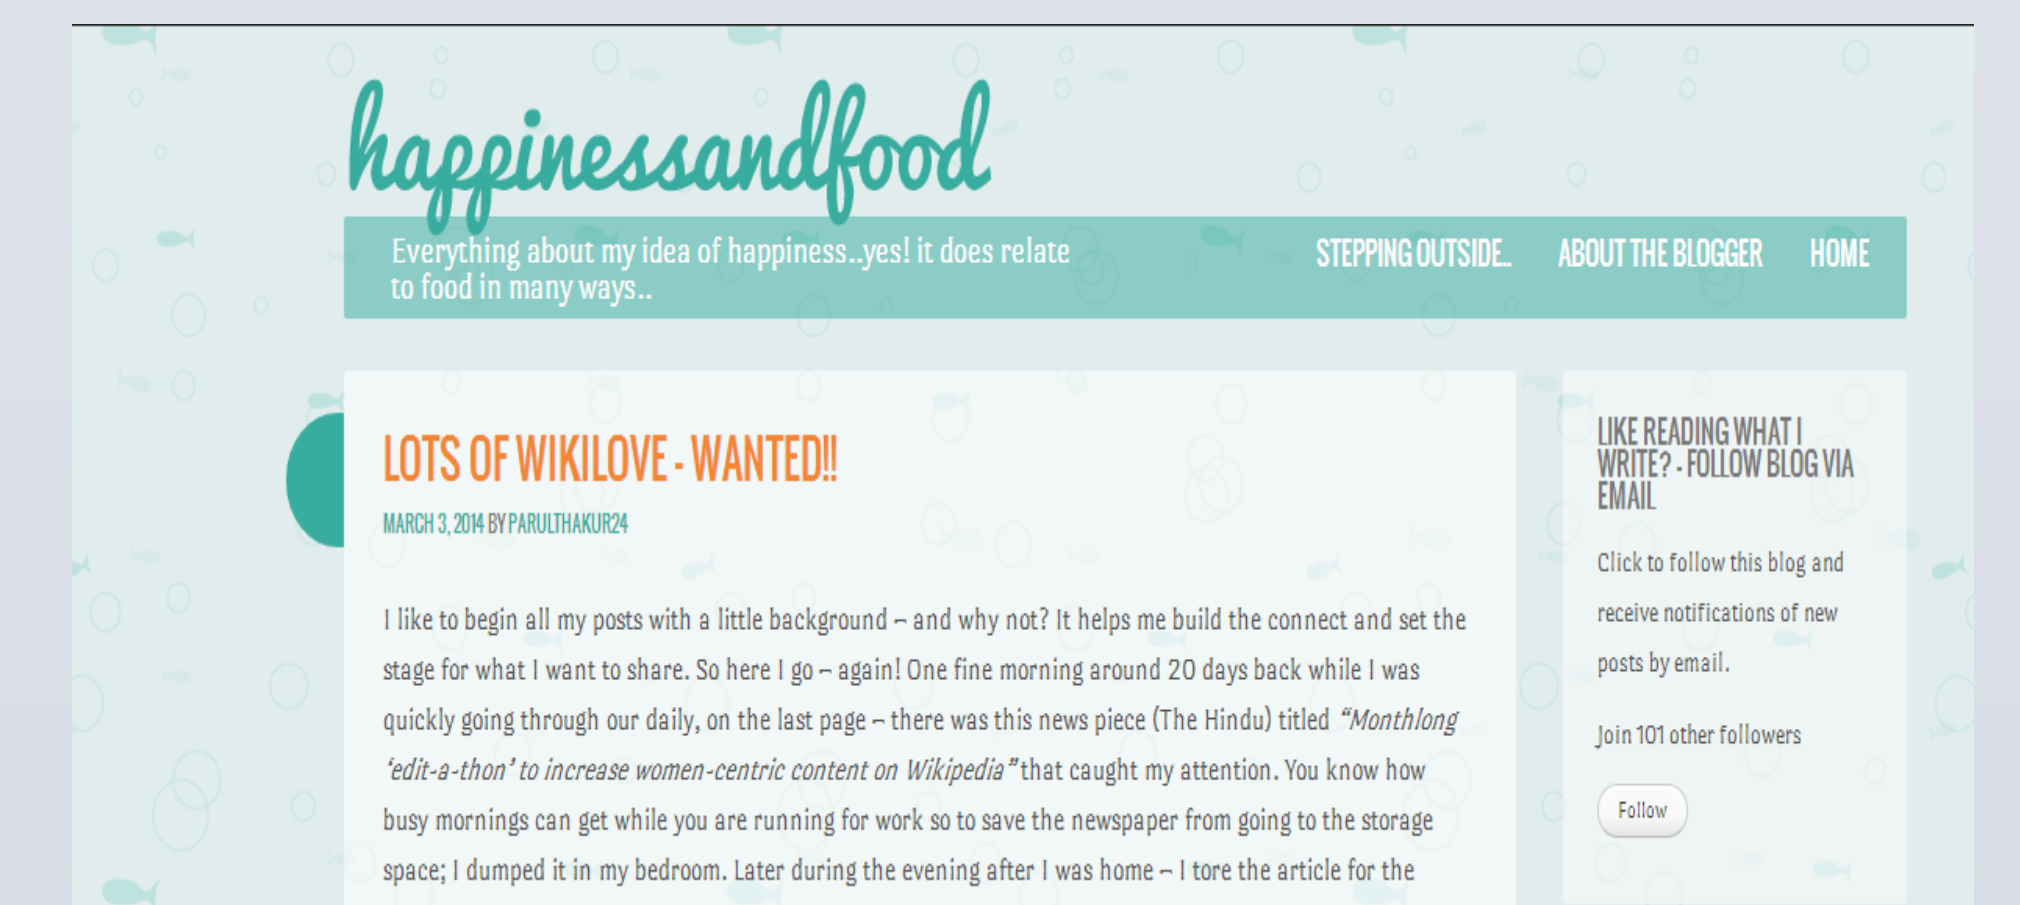 happinessandfood
Everything about my idea of happiness..yes! it does relate
to food in many ways..
STEPPING OUTSIDE.. ABOUT THE BLOGGER HOME
LOTS OF WIKILOVE - WANTED!!
MARCH 3, 2014 BY PARULTHAKUR24
I like to begin all my posts with a little background – and why not? It helps me build the connect and set the
stage for what I want to share. So here I go – again! One fine morning around 20 days back while I was
quickly going through our daily, on the last page – there was this news piece (The Hindu) titled “Monthlong
‘edit-a-thon’ to increase women-centric content on Wikipedia” that caught my attention. You know how
busy mornings can get while you are running for work so to save the newspaper from going to the storage
space; I dumped it in my bedroom. Later during the evening after I was home – I tore the article for the
LIKE READING WHAT I
WRITE? - FOLLOW BLOG VIA
EMAIL
Click to follow this blog and
receive notifications of new
posts by email.
Join 101 other followers
Follow